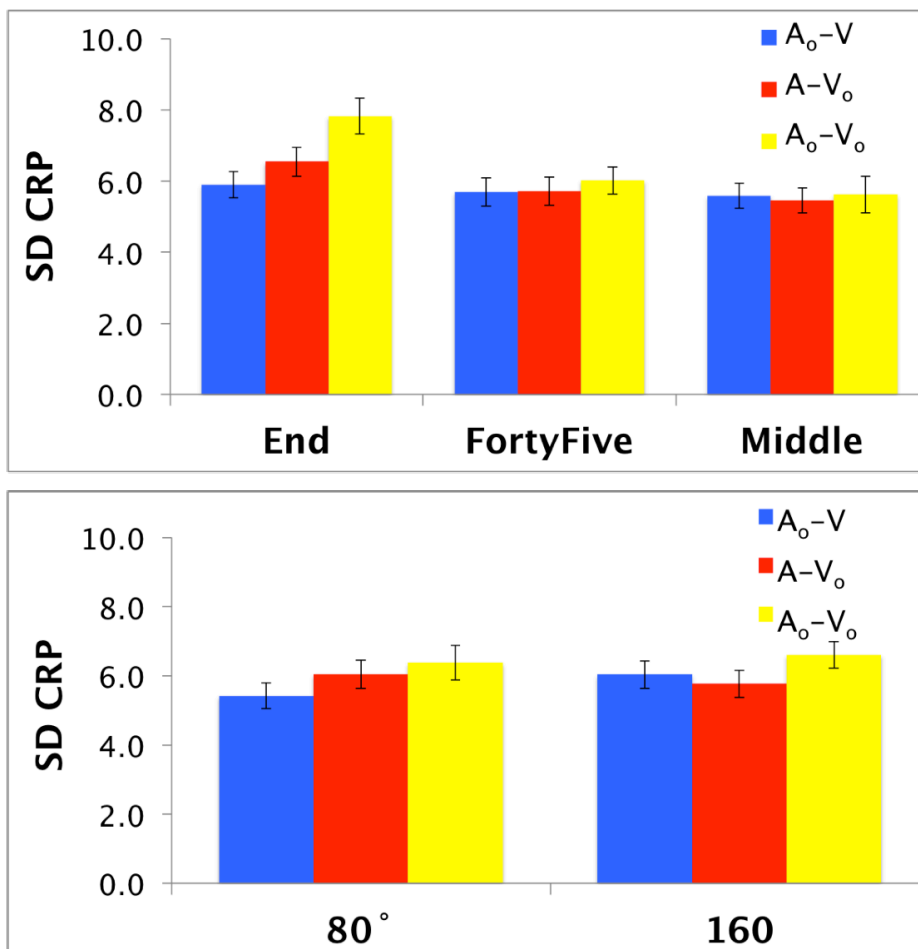 10.0
8.0
6.0
4.0
2.0
0.0
SD CRP
Aₒ-V
A-Vₒ
Aₒ-Vₒ
End FortyFive Middle
10.0
8.0
6.0
4.0
2.0
0.0
SD CRP
Aₒ-V
A-Vₒ
Aₒ-Vₒ
80° 160